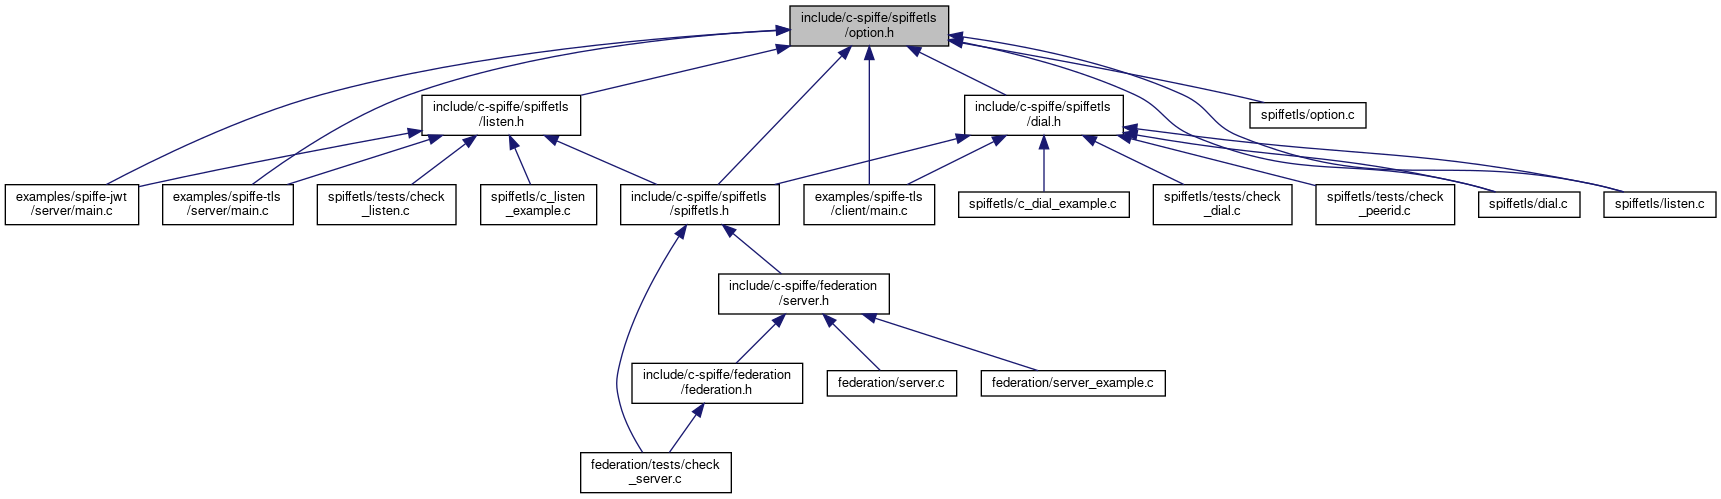 include/c-spiffe/spiffetls
/option.h
include/c-spiffe/spiffetls
/listen.h
include/c-spiffe/spiffetls
/dial.h
spiffetls/option.c
examples/spiffe-jwt
/server/main.c
examples/spiffe-tls
/server/main.c
spiffetls/tests/check
_listen.c
spiffetls/c_listen
_example.c
include/c-spiffe/spiffetls
/spiffetls.h
examples/spiffe-tls
/client/main.c
spiffetls/c_dial_example.c
spiffetls/tests/check
_dial.c
spiffetls/tests/check
_peerid.c
spiffetls/dial.c
spiffetls/listen.c
include/c-spiffe/federation
/server.h
include/c-spiffe/federation
/federation.h
federation/server.c
federation/server_example.c
federation/tests/check
_server.c